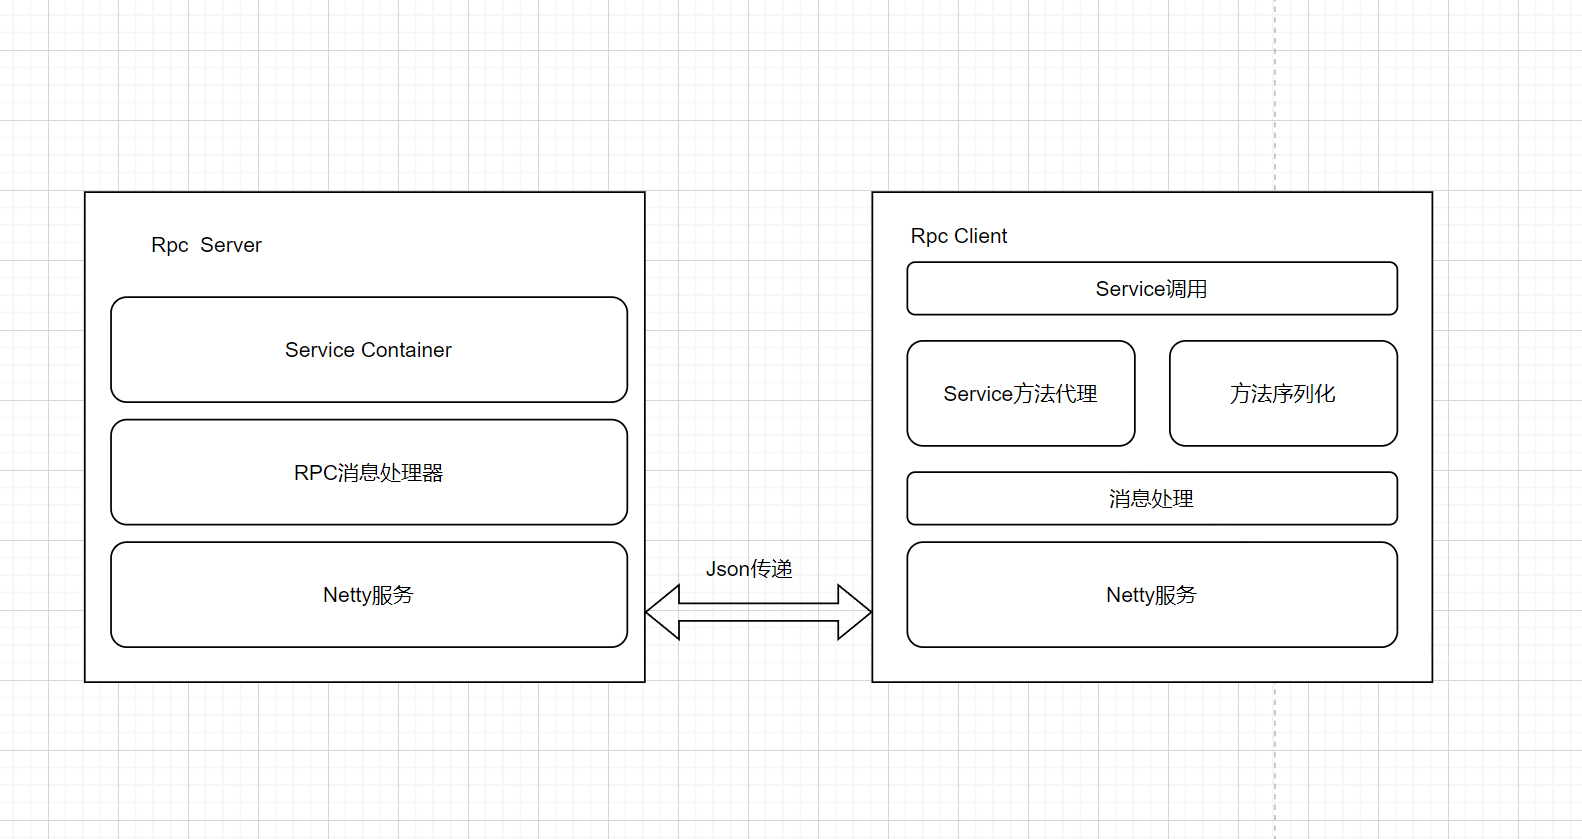 Rpc  Server
Service Container
RPC消息处理器
Netty服务
Json传递
Rpc Client
Service调用
Service方法代理
方法序列化
消息处理
Netty服务